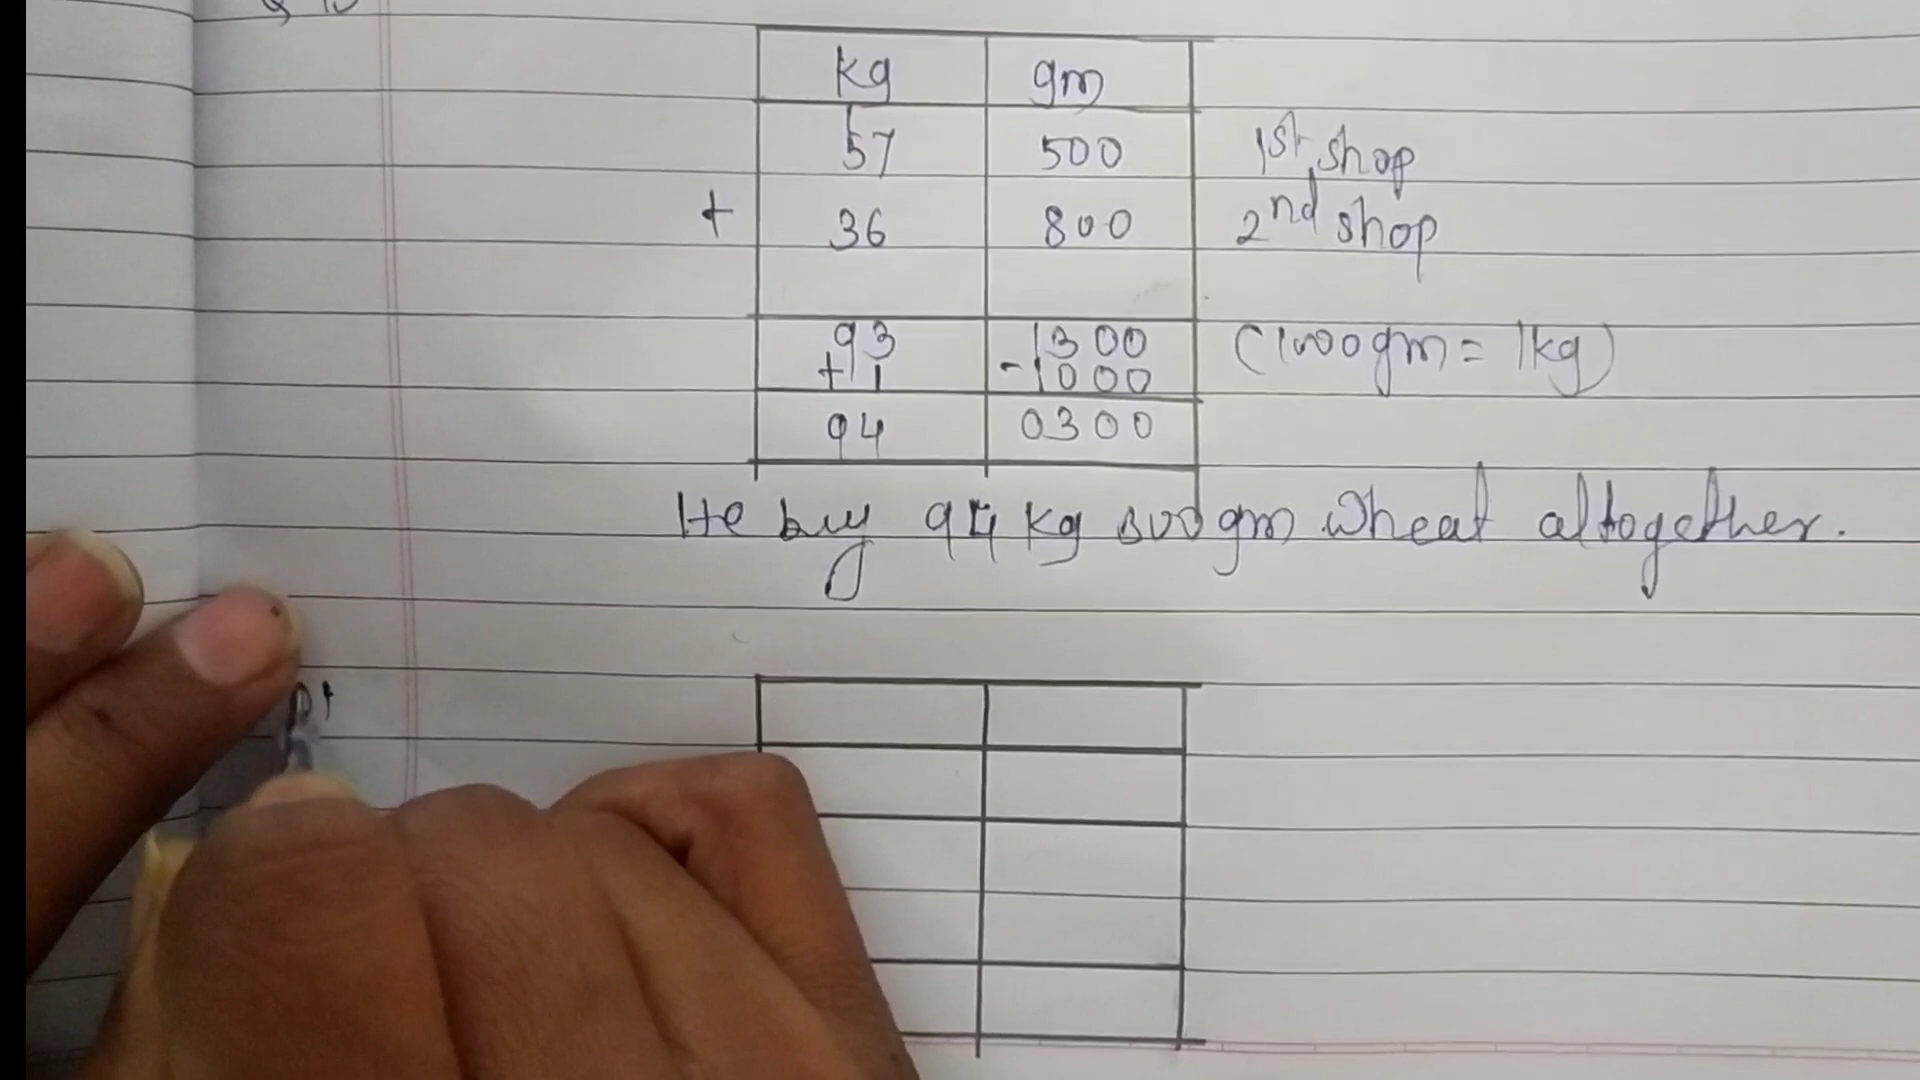 kg gm
57 500 1st shop
+ 36 800 2nd shop
93 1300 (1000gm = 1kg)
+ 1 - 1000
94 0300
He buy 94 kg 300 gm wheat altogether.